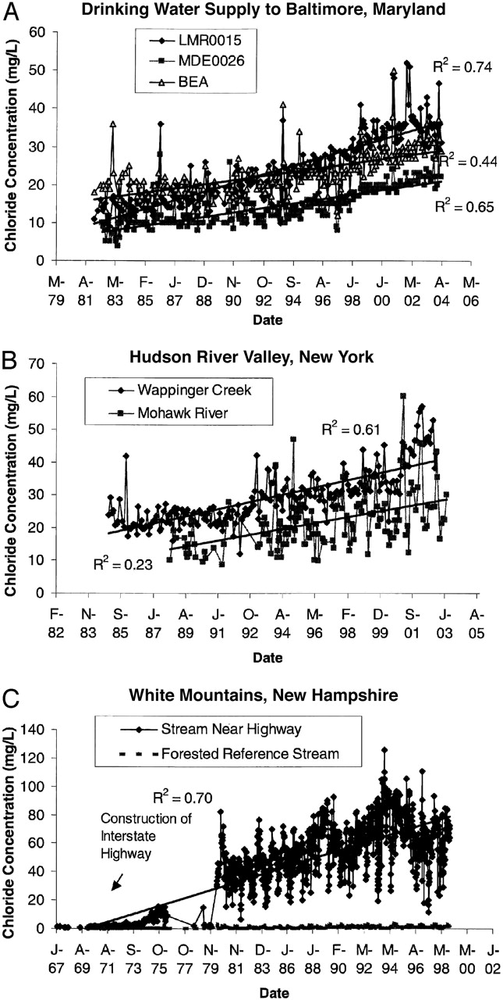 A
Drinking Water Supply to Baltimore, Maryland
Chloride Concentration (mg/L)
60
50
40
30
20
10
0
LMR0015
MDE0026
BEA
R² = 0.74
R² = 0.44
R² = 0.65
M- A- M- F- J- D- N- O- S- A- J- J- M- A- M-
79 81 83 85 87 88 90 92 94 96 98 00 02 04 06
Date
B
Hudson River Valley, New York
Chloride Concentration (mg/L)
70
60
50
40
30
20
10
0
Wappinger Creek
Mohawk River
R² = 0.61
R² = 0.23
F- N- S- J- A- J- O- A- M- J- D- S- J- A-
82 83 85 87 89 91 92 94 96 98 99 01 03 05
Date
C
White Mountains, New Hampshire
Chloride Concentration (mg/L)
140
120
100
80
60
40
20
0
Stream Near Highway
Forested Reference Stream
R² = 0.70
Construction of
Interstate
Highway
J- A- A- S- O- O- N- D- D- J- F- M- M- A- M- J-
67 69 71 73 75 77 79 81 83 86 88 90 92 94 96 98 00 02
Date